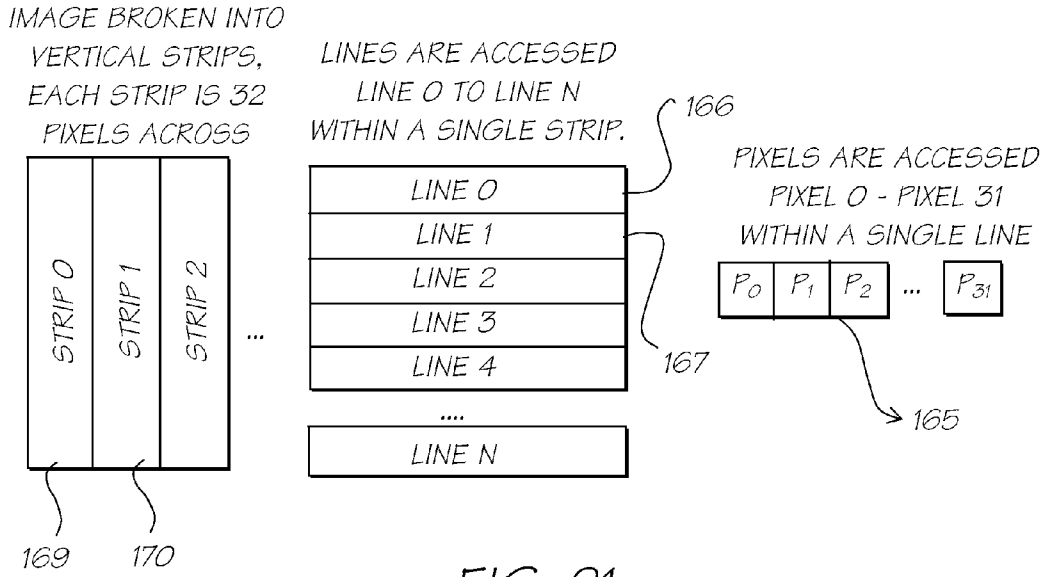 IMAGE BROKEN INTO
VERTICAL STRIPS,
EACH STRIP IS 32
PIXELS ACROSS
STRIP 0
STRIP 1
STRIP 2
...
169
170
LINES ARE ACCESSED
LINE 0 TO LINE N
WITHIN A SINGLE STRIP.
LINE 0
LINE 1
LINE 2
LINE 3
LINE 4
....
LINE N
166
167
PIXELS ARE ACCESSED
PIXEL 0 - PIXEL 31
WITHIN A SINGLE LINE
P0 P1 P2 ... P31
165